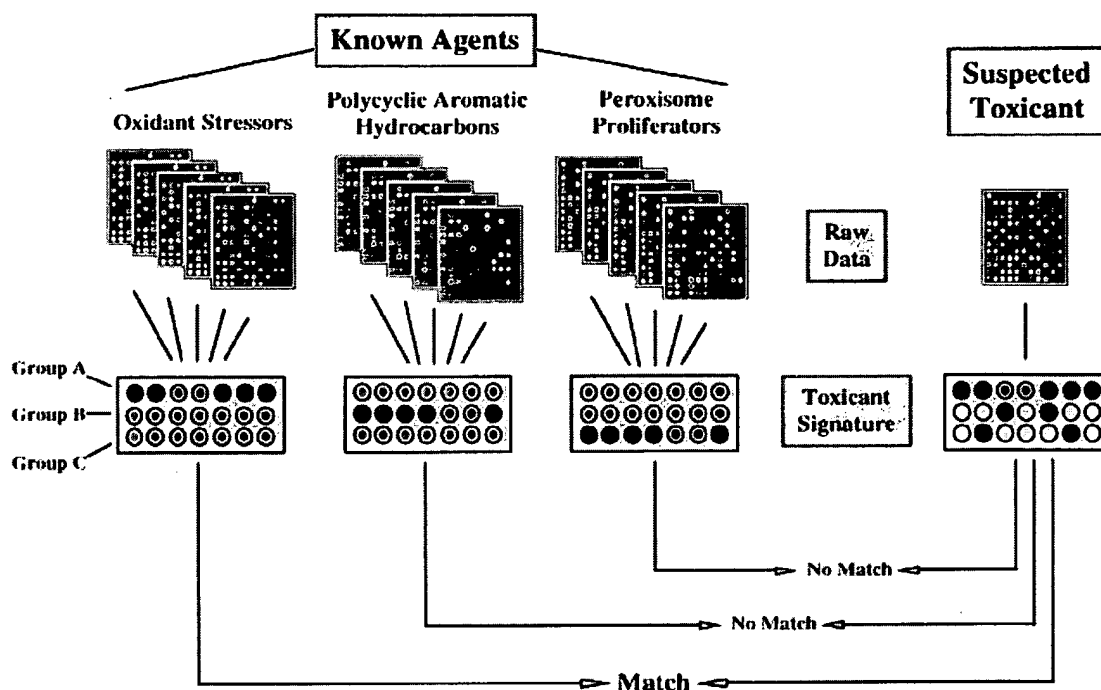 Known Agents
Suspected
Toxicant
Oxidant Stressors
Polycyclic Aromatic
Hydrocarbons
Peroxisome
Proliferators
Raw
Data
Group A
Group B
Group C
Toxicant
Signature
No Match
No Match
Match